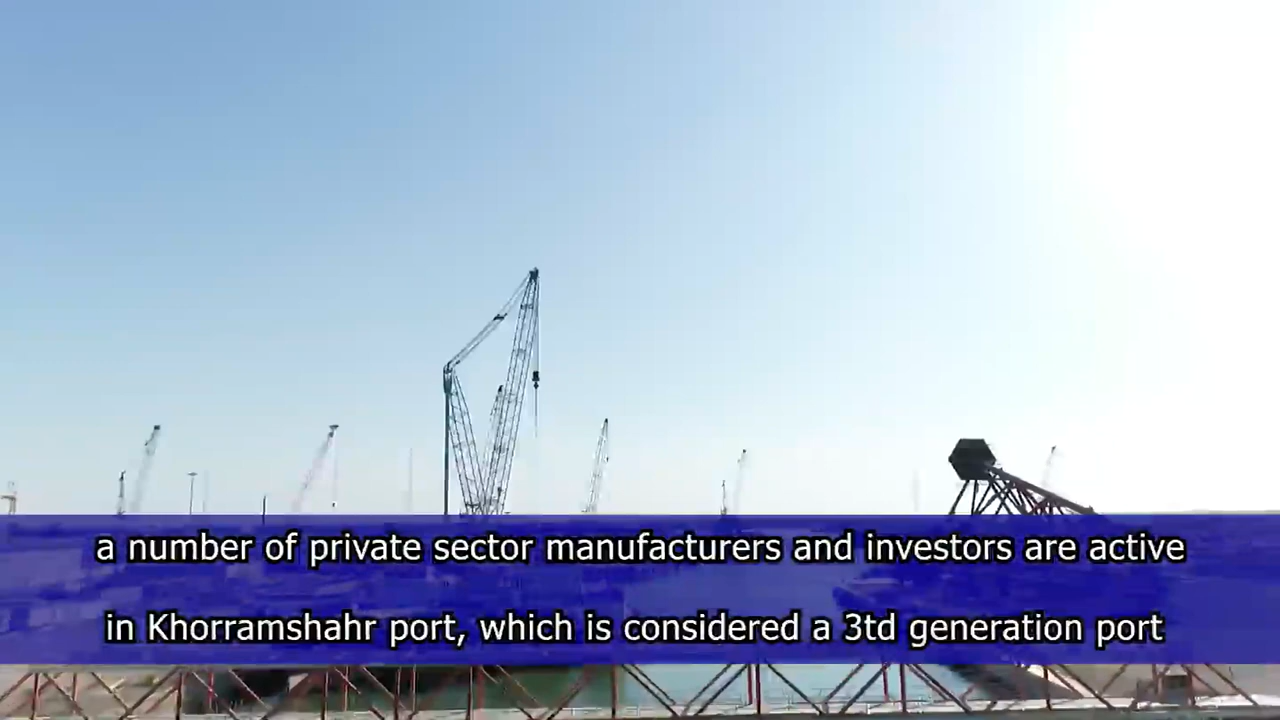 a number of private sector manufacturers and investors are active
in Khorramshahr port, which is considered a 3td generation port